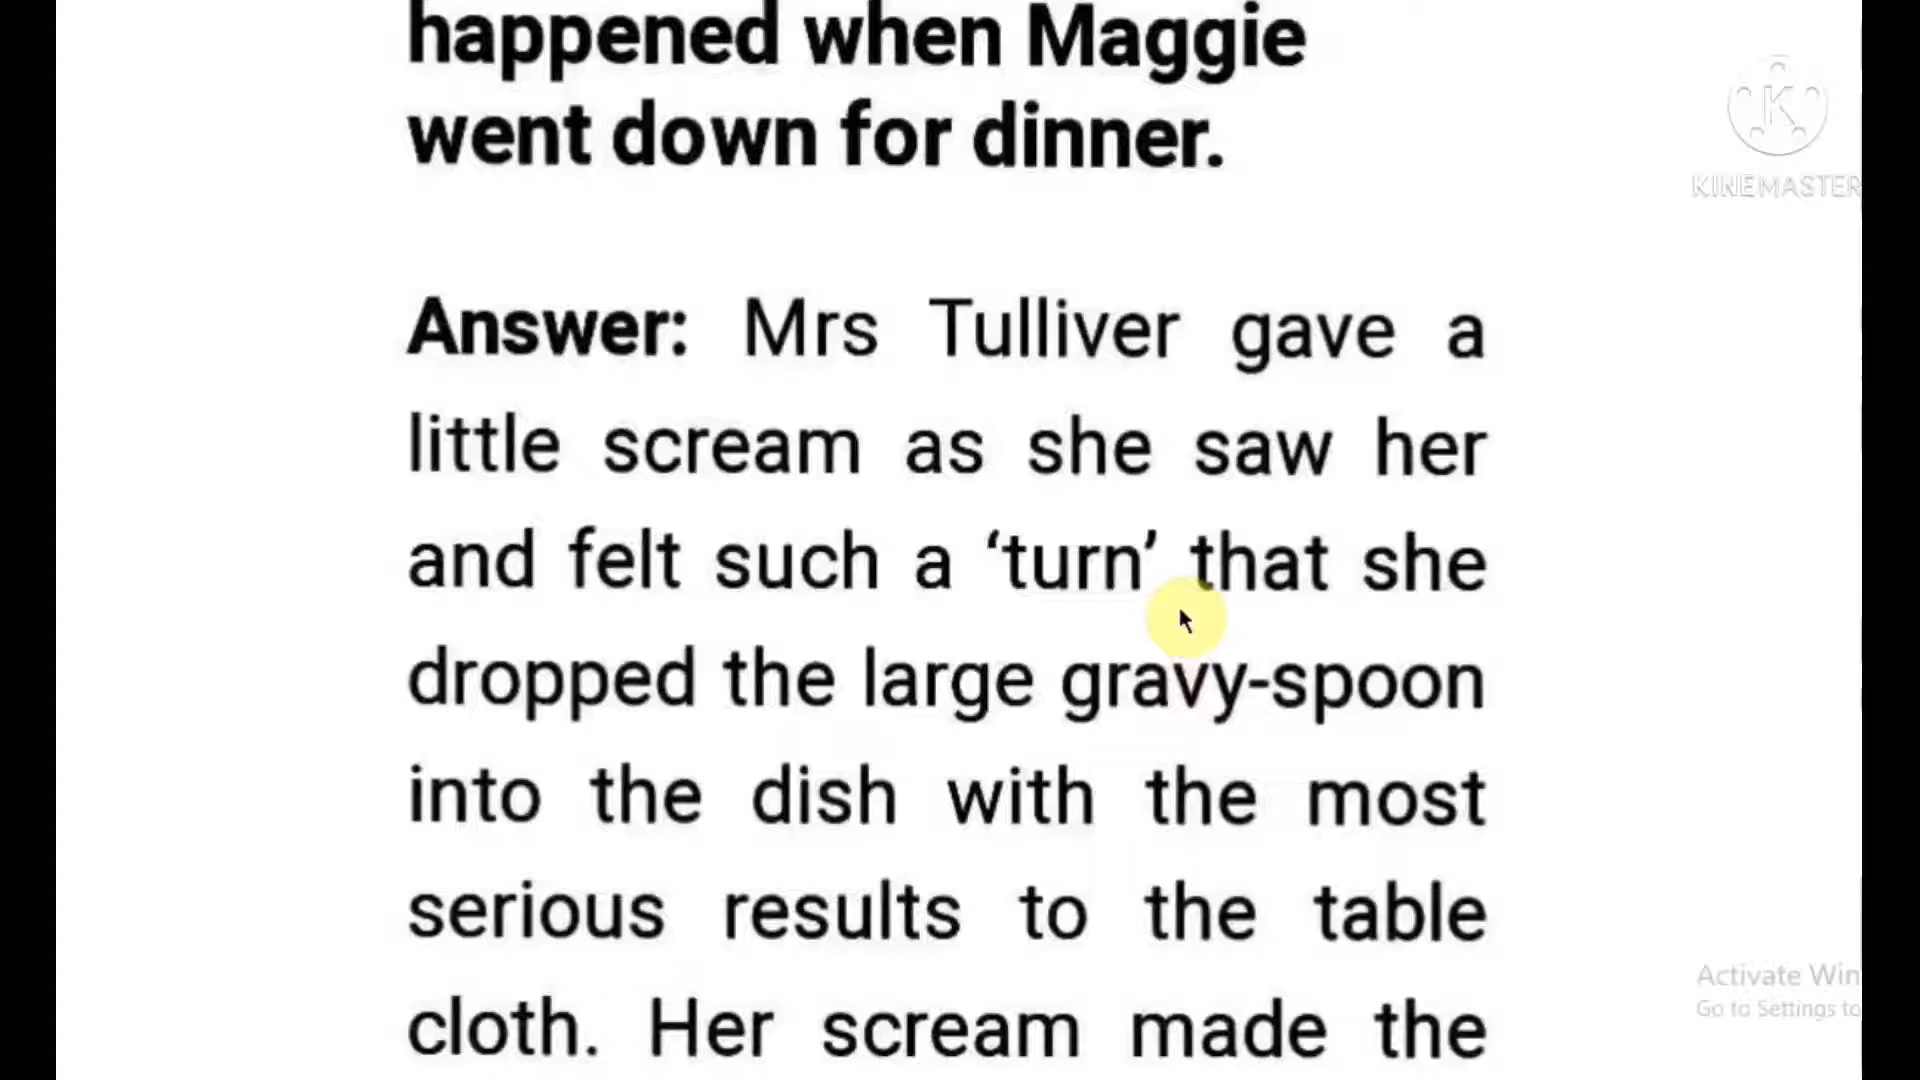 happened when Maggie
went down for dinner.
KINEMASTER
Answer: Mrs Tulliver gave a
little scream as she saw her
and felt such a ‘turn’ that she
dropped the large gravy-spoon
into the dish with the most
serious results to the table
cloth. Her scream made the
Activate Win
Go to Settings to